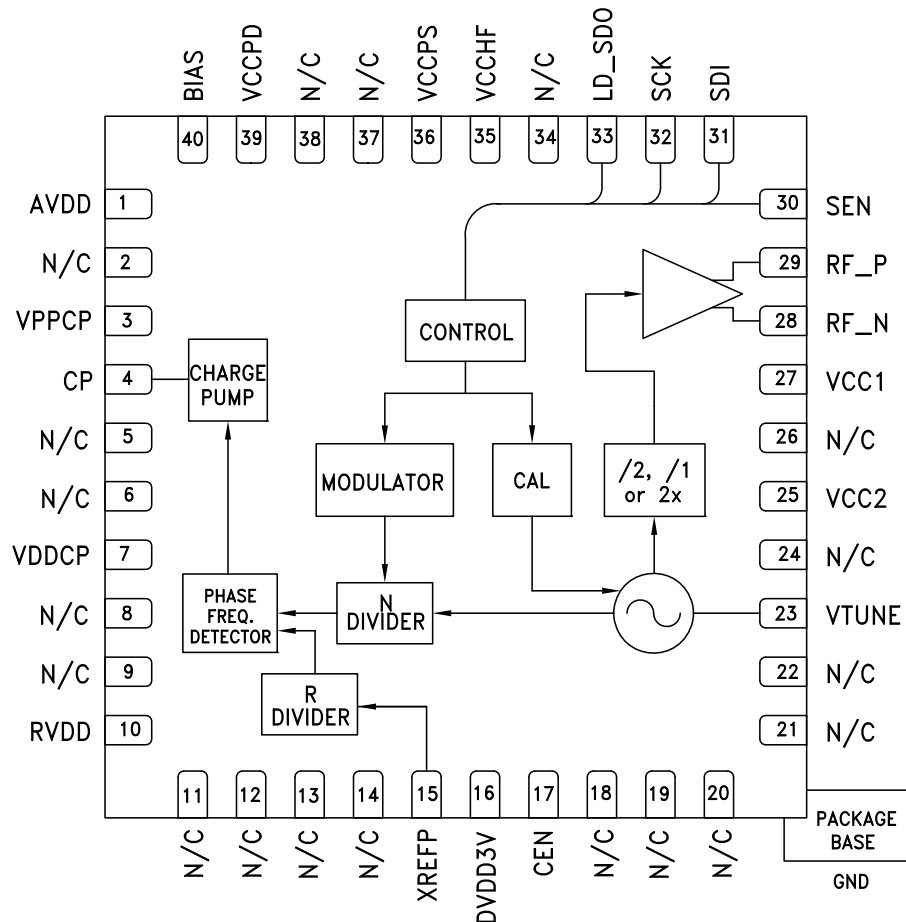 BIAS
VCCPD
N/C
N/C
VCCPS
VCCHF
N/C
LD_SDO
SCK
SDI
40
39
38
37
36
35
34
33
32
31
AVDD
1
30
SEN
N/C
2
29
RF_P
VPPCP
3
28
RF_N
CONTROL
CP
4
CHARGE
PUMP
27
VCC1
N/C
5
26
N/C
MODULATOR
CAL
/2, /1
or 2x
N/C
6
25
VCC2
VDDCP
7
24
N/C
N/C
8
PHASE
FREQ.
DETECTOR
N
DIVIDER
23
VTUNE
N/C
9
22
N/C
R
DIVIDER
RVDD
10
21
N/C
11
12
13
14
15
16
17
18
19
20
N/C
N/C
N/C
N/C
XREFP
DVDD3V
CEN
N/C
N/C
N/C
PACKAGE
BASE
GND